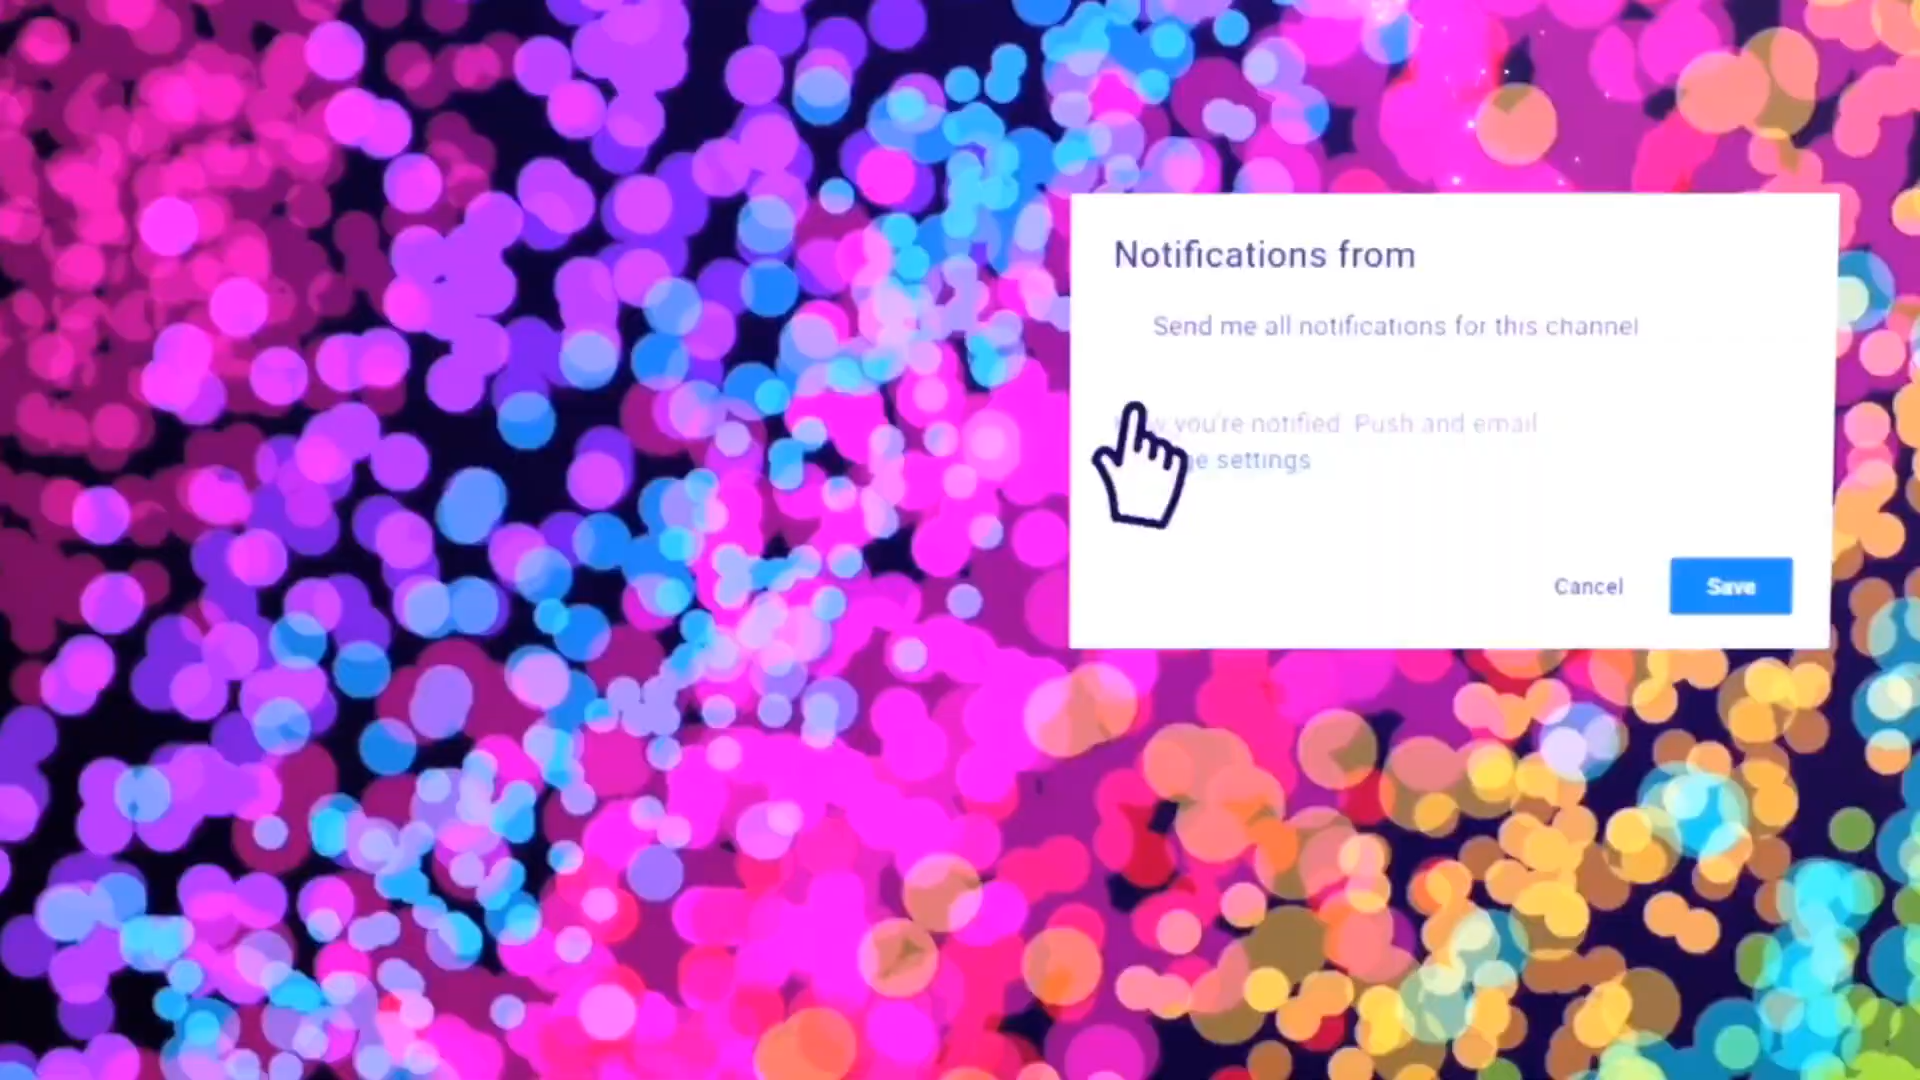 Notifications from
Send me all notifications for this channel
you're notified. Push and email
settings
Cancel
Save